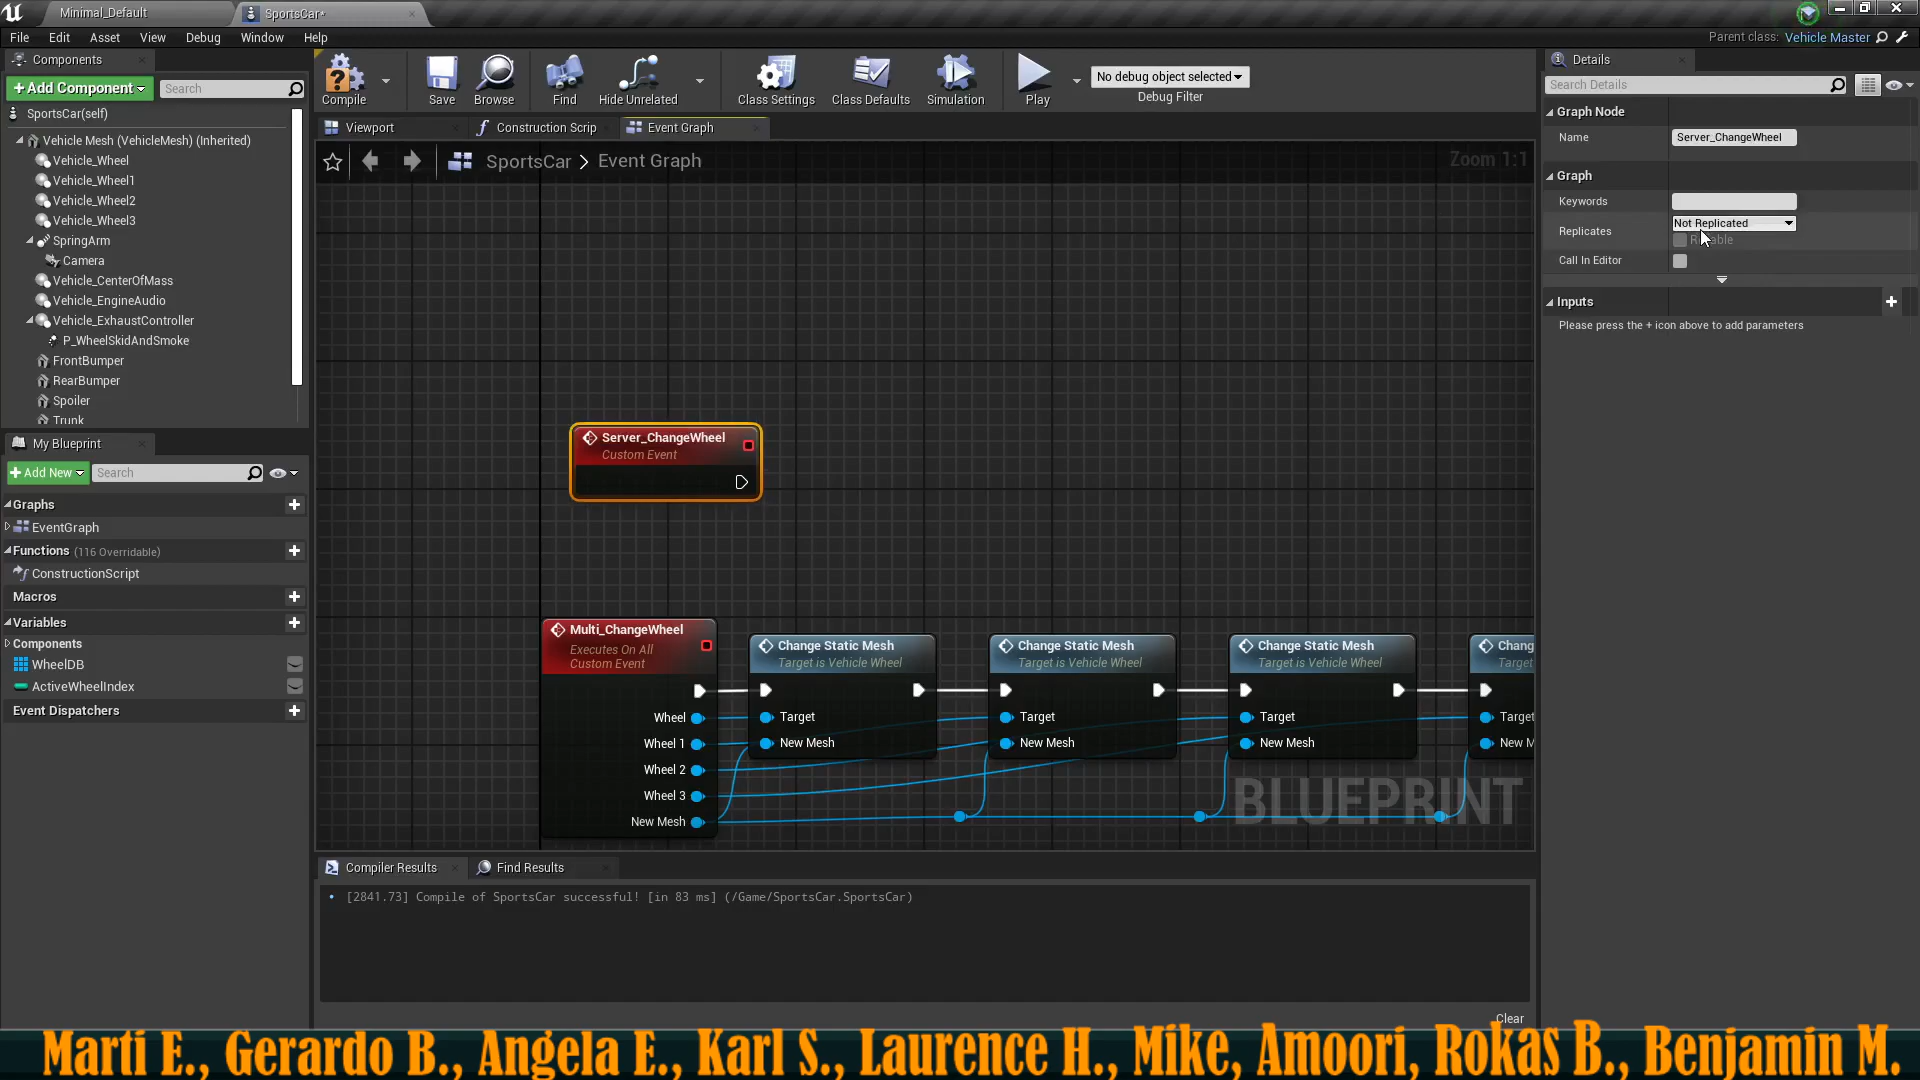 Minimal_Default
SportsCar*
File Edit Asset View Debug Window Help
Parent class: Vehicle Master
Components
+Add Component
Search
SportsCar(self)
Vehicle Mesh (VehicleMesh) (Inherited)
Vehicle_Wheel
Vehicle_Wheel1
Vehicle_Wheel2
Vehicle_Wheel3
SpringArm
Camera
Vehicle_CenterOfMass
Vehicle_EngineAudio
Vehicle_ExhaustController
P_WheelSkidAndSmoke
FrontBumper
RearBumper
Spoiler
Trunk
My Blueprint
+Add New
Search
Graphs
EventGraph
Functions (116 Overridable)
ConstructionScript
Macros
Variables
Components
WheelDB
ActiveWheelIndex
Event Dispatchers
Compile
Save
Browse
Find
Hide Unrelated
Class Settings
Class Defaults
Simulation
Play
No debug object selected
Debug Filter
Viewport
Construction Scrip
Event Graph
SportsCar > Event Graph
Zoom 1:1
Server_ChangeWheel
Custom Event
Multi_ChangeWheel
Executes On All
Custom Event
Wheel
Wheel 1
Wheel 2
Wheel 3
New Mesh
Change Static Mesh
Target is Vehicle Wheel
Target
New Mesh
Change Static Mesh
Target is Vehicle Wheel
Target
New Mesh
Change Static Mesh
Target is Vehicle Wheel
Target
New Mesh
Chang
Target
Target
New M
BLUEPRINT
Compiler Results
Find Results
[2841.73] Compile of SportsCar successful! [in 83 ms] (/Game/SportsCar.SportsCar)
Clear
Details
Search Details
Graph Node
Name
Server_ChangeWheel
Graph
Keywords
Replicates
Not Replicated
Call In Editor
Inputs
Please press the + icon above to add parameters
Marti E., Gerardo B., Angela E., Karl S., Laurence H., Mike, Amoori, Rokas B., Benjamin M.